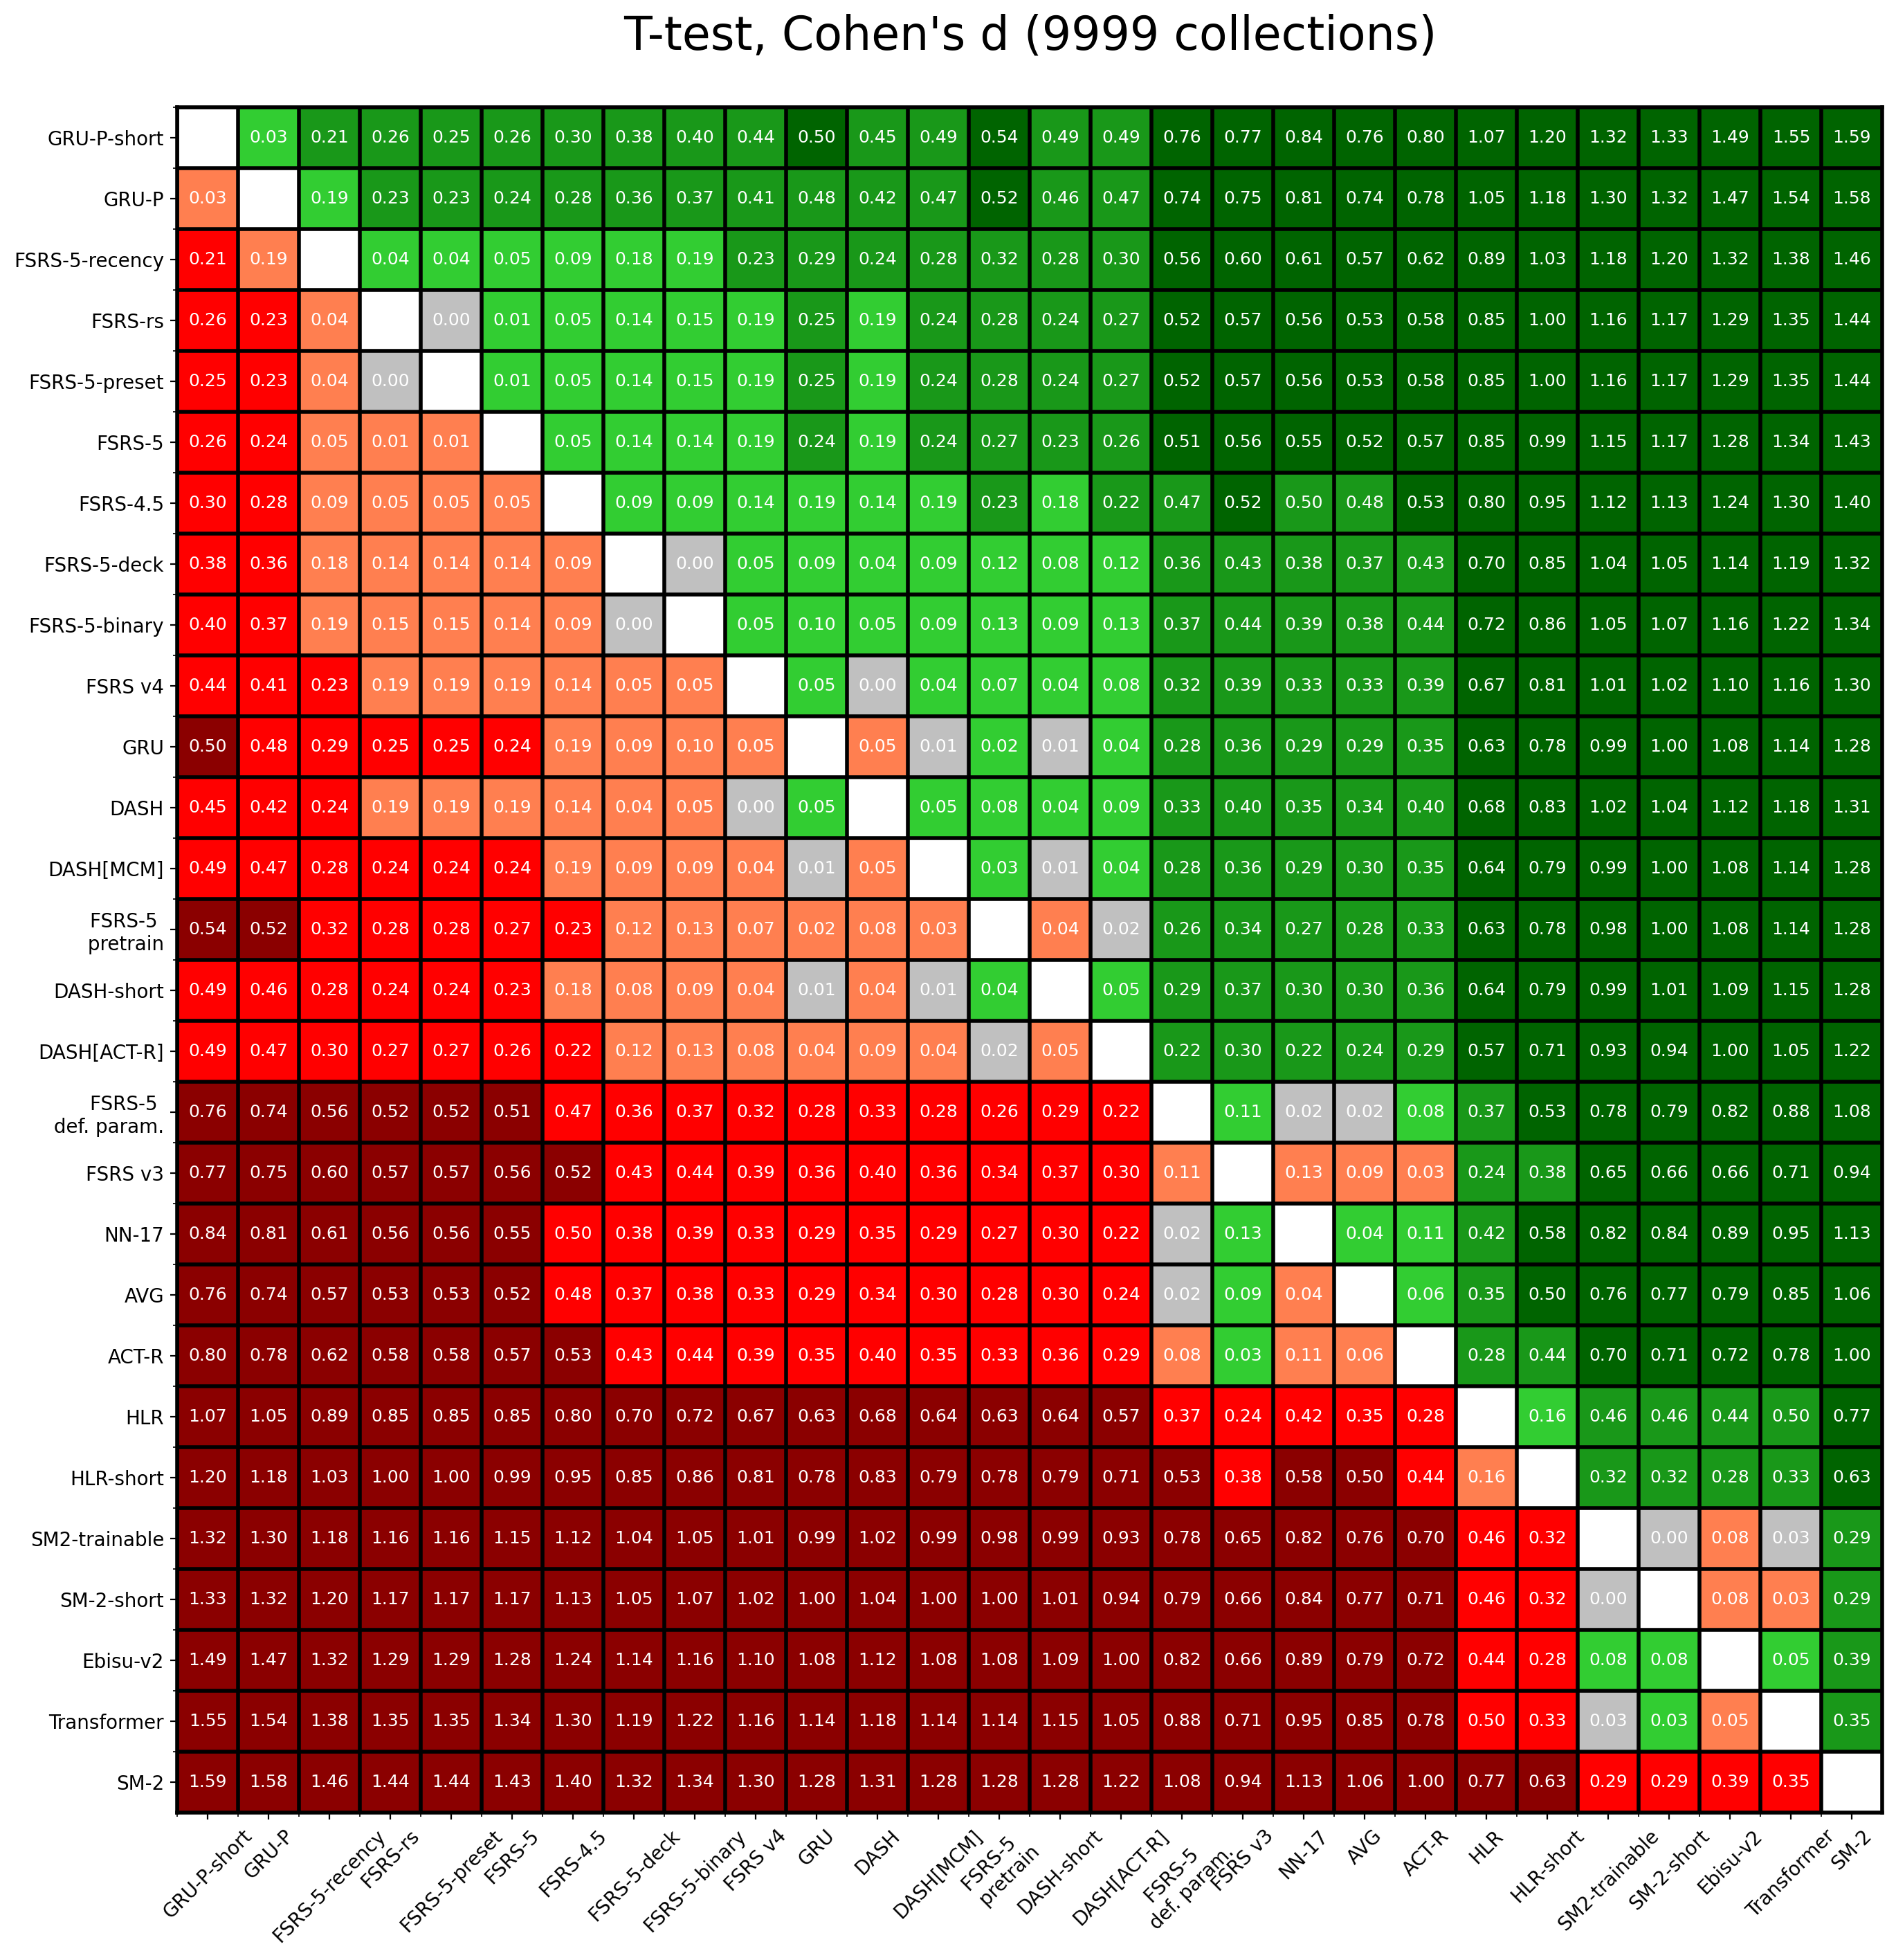 T-test, Cohen's d (9999 collections)
GRU-P-short 0.03 0.21 0.26 0.25 0.26 0.30 0.38 0.40 0.44 0.50 0.45 0.49 0.54 0.49 0.49 0.76 0.77 0.84 0.76 0.80 1.07 1.20 1.32 1.33 1.49 1.55 1.59
GRU-P 0.03 0.19 0.23 0.23 0.24 0.28 0.36 0.37 0.41 0.48 0.42 0.47 0.52 0.46 0.47 0.74 0.75 0.81 0.74 0.78 1.05 1.18 1.30 1.32 1.47 1.54 1.58
FSRS-5-recency 0.21 0.19 0.04 0.04 0.05 0.09 0.18 0.19 0.23 0.29 0.24 0.28 0.32 0.28 0.30 0.56 0.60 0.61 0.57 0.62 0.89 1.03 1.18 1.20 1.32 1.38 1.46
FSRS-rs 0.26 0.23 0.04 0.00 0.01 0.05 0.14 0.15 0.19 0.25 0.19 0.24 0.28 0.24 0.27 0.52 0.57 0.56 0.53 0.58 0.85 1.00 1.16 1.17 1.29 1.35 1.44
FSRS-5-preset 0.25 0.23 0.04 0.00 0.01 0.05 0.14 0.15 0.19 0.25 0.19 0.24 0.28 0.24 0.27 0.52 0.57 0.56 0.53 0.58 0.85 1.00 1.16 1.17 1.29 1.35 1.44
FSRS-5 0.26 0.24 0.05 0.01 0.01 0.05 0.14 0.14 0.19 0.24 0.19 0.24 0.27 0.23 0.26 0.51 0.56 0.55 0.52 0.57 0.85 0.99 1.15 1.17 1.28 1.34 1.43
FSRS-4.5 0.30 0.28 0.09 0.05 0.05 0.05 0.09 0.09 0.14 0.19 0.14 0.19 0.23 0.18 0.22 0.47 0.52 0.50 0.48 0.53 0.80 0.95 1.12 1.13 1.24 1.30 1.40
FSRS-5-deck 0.38 0.36 0.18 0.14 0.14 0.14 0.09 0.00 0.05 0.09 0.04 0.09 0.12 0.08 0.12 0.36 0.43 0.38 0.37 0.43 0.70 0.85 1.04 1.05 1.14 1.19 1.32
FSRS-5-binary 0.40 0.37 0.19 0.15 0.15 0.14 0.09 0.00 0.05 0.10 0.05 0.09 0.13 0.09 0.13 0.37 0.44 0.39 0.38 0.44 0.72 0.86 1.05 1.07 1.16 1.22 1.34
FSRS v4 0.44 0.41 0.23 0.19 0.19 0.19 0.14 0.05 0.05 0.05 0.00 0.04 0.07 0.04 0.08 0.32 0.39 0.33 0.33 0.39 0.67 0.81 1.01 1.02 1.10 1.16 1.30
GRU 0.50 0.48 0.29 0.25 0.25 0.24 0.19 0.09 0.10 0.05 0.05 0.01 0.02 0.01 0.04 0.28 0.36 0.29 0.29 0.35 0.63 0.78 0.99 1.00 1.08 1.14 1.28
DASH 0.45 0.42 0.24 0.19 0.19 0.19 0.14 0.04 0.05 0.00 0.05 0.05 0.08 0.04 0.09 0.33 0.40 0.35 0.34 0.40 0.68 0.83 1.02 1.04 1.12 1.18 1.31
DASH[MCM] 0.49 0.47 0.28 0.24 0.24 0.24 0.19 0.09 0.09 0.04 0.01 0.05 0.03 0.01 0.04 0.28 0.36 0.29 0.30 0.35 0.64 0.79 0.99 1.00 1.08 1.14 1.28
FSRS-5
pretrain 0.54 0.52 0.32 0.28 0.28 0.27 0.23 0.12 0.13 0.07 0.02 0.08 0.03 0.04 0.02 0.26 0.34 0.27 0.28 0.33 0.63 0.78 0.98 1.00 1.08 1.14 1.28
DASH-short 0.49 0.46 0.28 0.24 0.24 0.23 0.18 0.08 0.09 0.04 0.01 0.04 0.01 0.04 0.05 0.29 0.37 0.30 0.30 0.36 0.64 0.79 0.99 1.01 1.09 1.15 1.28
DASH[ACT-R] 0.49 0.47 0.30 0.27 0.27 0.26 0.22 0.12 0.13 0.08 0.04 0.09 0.04 0.02 0.05 0.22 0.30 0.22 0.24 0.29 0.57 0.71 0.93 0.94 1.00 1.05 1.22
FSRS-5
def. param. 0.76 0.74 0.56 0.52 0.52 0.51 0.47 0.36 0.37 0.32 0.28 0.33 0.28 0.26 0.29 0.22 0.11 0.02 0.02 0.08 0.37 0.53 0.78 0.79 0.82 0.88 1.08
FSRS v3 0.77 0.75 0.60 0.57 0.57 0.56 0.52 0.43 0.44 0.39 0.36 0.40 0.36 0.34 0.37 0.30 0.11 0.13 0.09 0.03 0.24 0.38 0.65 0.66 0.66 0.71 0.94
NN-17 0.84 0.81 0.61 0.56 0.56 0.55 0.50 0.38 0.39 0.33 0.29 0.35 0.29 0.27 0.30 0.22 0.02 0.13 0.04 0.11 0.42 0.58 0.82 0.84 0.89 0.95 1.13
AVG 0.76 0.74 0.57 0.53 0.53 0.52 0.48 0.37 0.38 0.33 0.29 0.34 0.30 0.28 0.30 0.24 0.02 0.09 0.04 0.06 0.35 0.50 0.76 0.77 0.79 0.85 1.06
ACT-R 0.80 0.78 0.62 0.58 0.58 0.57 0.53 0.43 0.44 0.39 0.35 0.40 0.35 0.33 0.36 0.29 0.08 0.03 0.11 0.06 0.28 0.44 0.70 0.71 0.72 0.78 1.00
HLR 1.07 1.05 0.89 0.85 0.85 0.85 0.80 0.70 0.72 0.67 0.63 0.68 0.64 0.63 0.64 0.57 0.37 0.24 0.42 0.35 0.28 0.16 0.46 0.46 0.44 0.50 0.77
HLR-short 1.20 1.18 1.03 1.00 1.00 0.99 0.95 0.85 0.86 0.81 0.78 0.83 0.79 0.78 0.79 0.71 0.53 0.38 0.58 0.50 0.44 0.16 0.32 0.32 0.28 0.33 0.63
SM2-trainable 1.32 1.30 1.18 1.16 1.16 1.15 1.12 1.04 1.05 1.01 0.99 1.02 0.99 0.98 0.99 0.93 0.78 0.65 0.82 0.76 0.70 0.46 0.32 0.00 0.08 0.03 0.29
SM-2-short 1.33 1.32 1.20 1.17 1.17 1.17 1.13 1.05 1.07 1.02 1.00 1.04 1.00 1.00 1.01 0.94 0.79 0.66 0.84 0.77 0.71 0.46 0.32 0.00 0.08 0.03 0.29
Ebisu-v2 1.49 1.47 1.32 1.29 1.29 1.28 1.24 1.14 1.16 1.10 1.08 1.12 1.08 1.08 1.09 1.00 0.82 0.66 0.89 0.79 0.72 0.44 0.28 0.08 0.08 0.05 0.39
Transformer 1.55 1.54 1.38 1.35 1.35 1.34 1.30 1.19 1.22 1.16 1.14 1.18 1.14 1.14 1.15 1.05 0.88 0.71 0.95 0.85 0.78 0.50 0.33 0.03 0.03 0.05 0.35
SM-2 1.59 1.58 1.46 1.44 1.44 1.43 1.40 1.32 1.34 1.30 1.28 1.31 1.28 1.28 1.28 1.22 1.08 0.94 1.13 1.06 1.00 0.77 0.63 0.29 0.29 0.39 0.35
GRU-P-short
GRU-P
FSRS-5-recency
FSRS-rs
FSRS-5-preset
FSRS-5
FSRS-4.5
FSRS-5-deck
FSRS-5-binary
FSRS v4
GRU
DASH
DASH[MCM]
FSRS-5
pretrain
DASH-short
DASH[ACT-R]
FSRS-5
def. param.
FSRS v3
NN-17
AVG
ACT-R
HLR
HLR-short
SM2-trainable
SM-2-short
Ebisu-v2
Transformer
SM-2